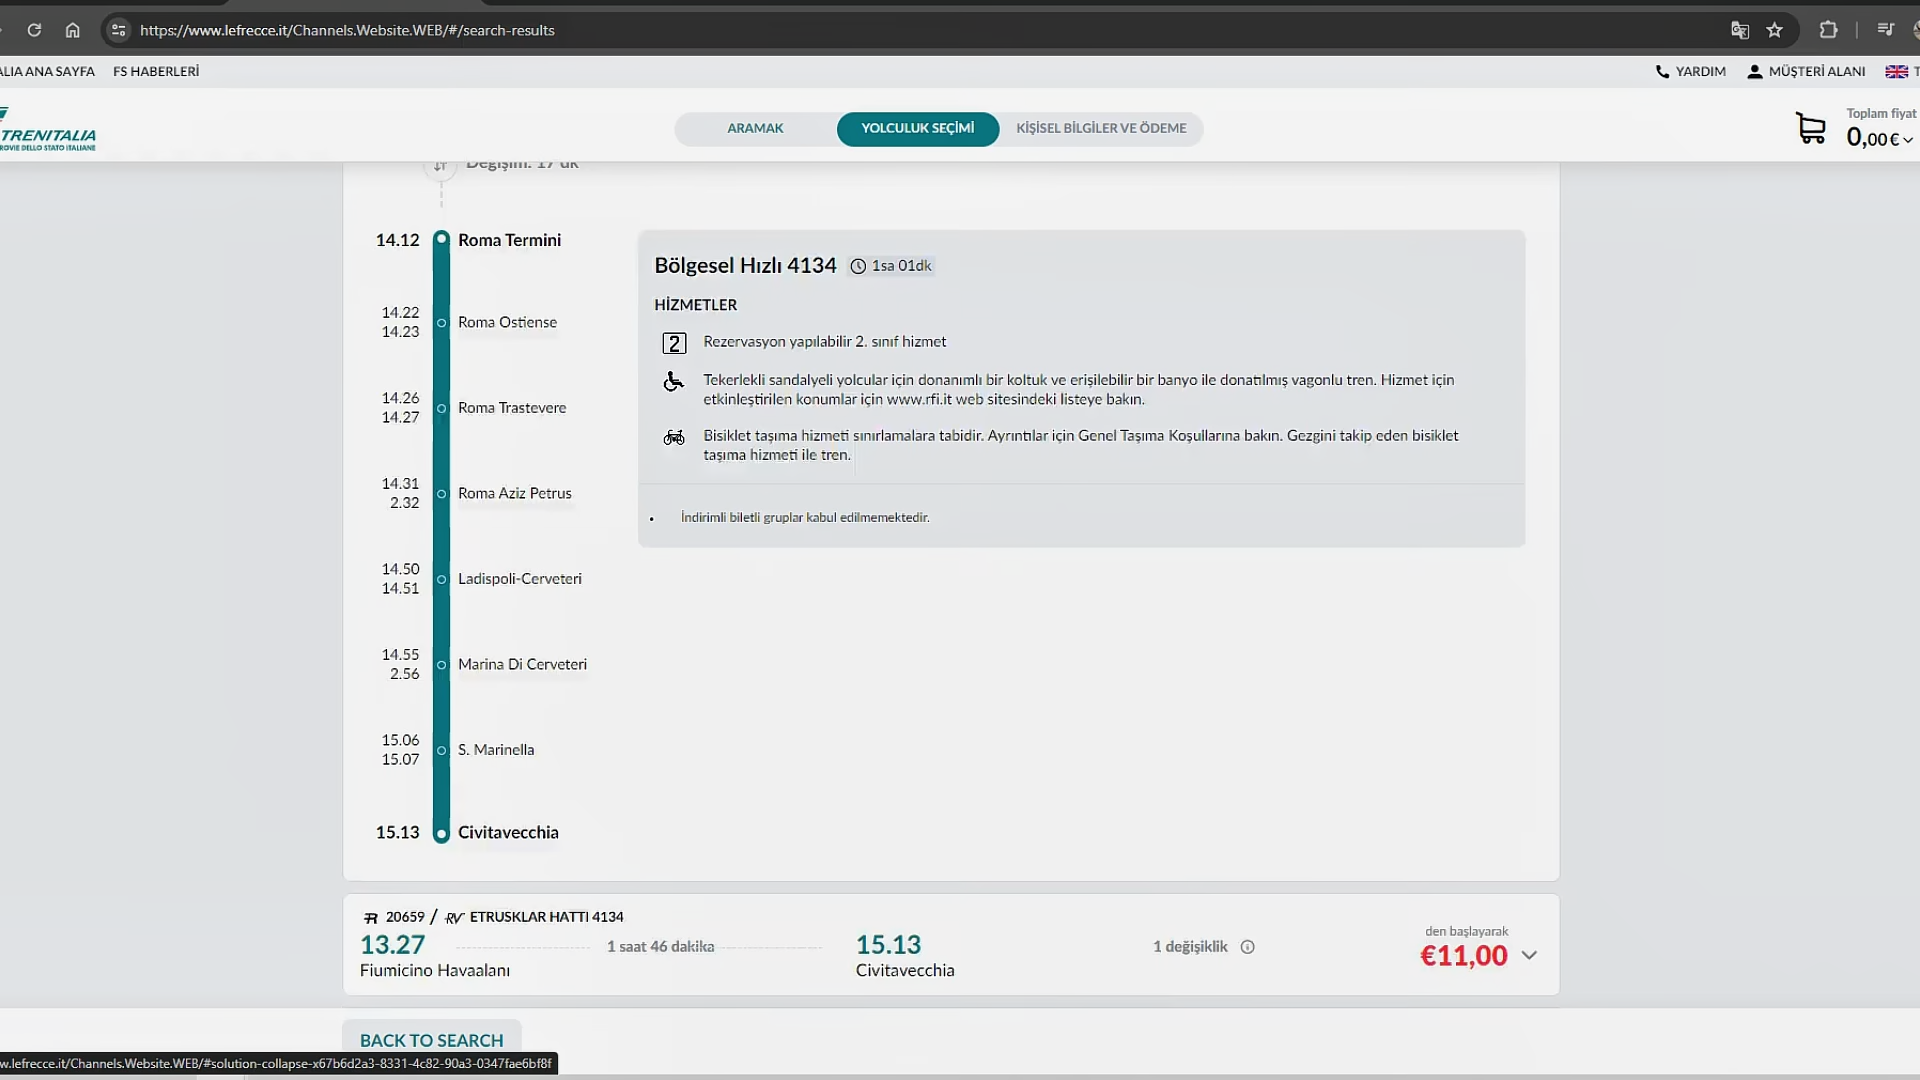 https://www.lefrecce.it/Channels.Website.WEB/#/search-results
ALIA ANA SAYFA FS HABERLERİ
YARDIM MÜŞTERİ ALANI T
TRENITALIA
ROVIE DELLO STATO ITALIANE
ARAMAK YOLCULUK SEÇİMİ KİŞİSEL BİLGİLER VE ÖDEME
Toplam fiyat
0,00€
Değişim: 17 dk
14.12 Roma Termini
14.22
14.23
Roma Ostiense
14.26
14.27
Roma Trastevere
14.31
2.32
Roma Aziz Petrus
14.50
14.51
Ladispoli-Cerveteri
14.55
2.56
Marina Di Cerveteri
15.06
15.07
S. Marinella
15.13 Civitavecchia
Bölgesel Hızlı 4134 1sa 01dk
HİZMETLER
2 Rezervasyon yapılabilir 2. sınıf hizmet
Tekerlekli sandalyeli yolcular için donanımlı bir koltuk ve erişilebilir bir banyo ile donatılmış vagonlu tren. Hizmet için
etkinleştirilen konumlar için www.rfi.it web sitesindeki listeye bakın.
Bisiklet taşıma hizmeti sınırlamalara tabidir. Ayrıntılar için Genel Taşıma Koşullarına bakın. Gezgini takip eden bisiklet
taşıma hizmeti ile tren.
• İndirimli biletli gruplar kabul edilmemektedir.
R 20659 / RV ETRUSKLAR HATTI 4134
13.27 1 saat 46 dakika 15.13 1 değişiklik
Fiumicino Havaalanı Civitavecchia
den başlayarak
€11,00
BACK TO SEARCH
w.lefrecce.it/Channels.Website.WEB/#solution-collapse-x67b6d2a3-8331-4c82-90a3-0347fae6bf8f